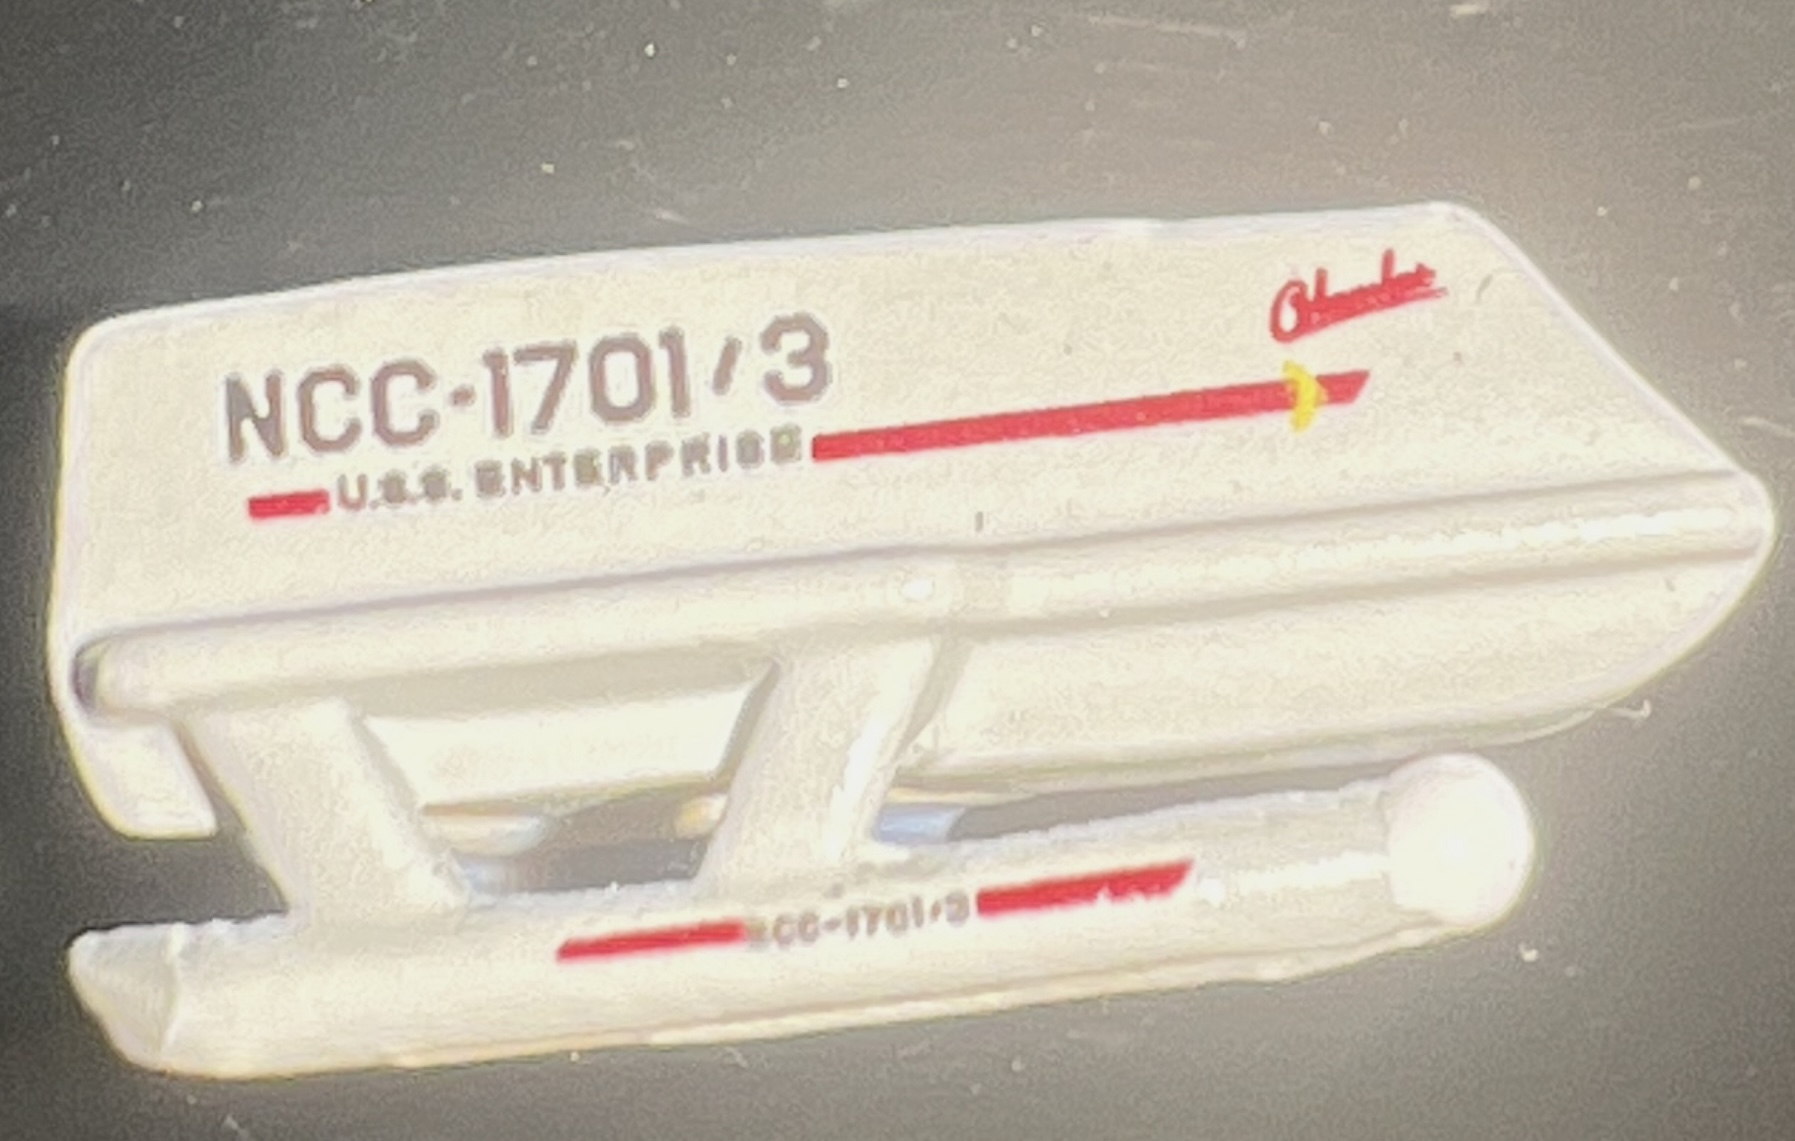 NCC-1701/3
U.S.S. ENTERPRISE
NCC-1701/3